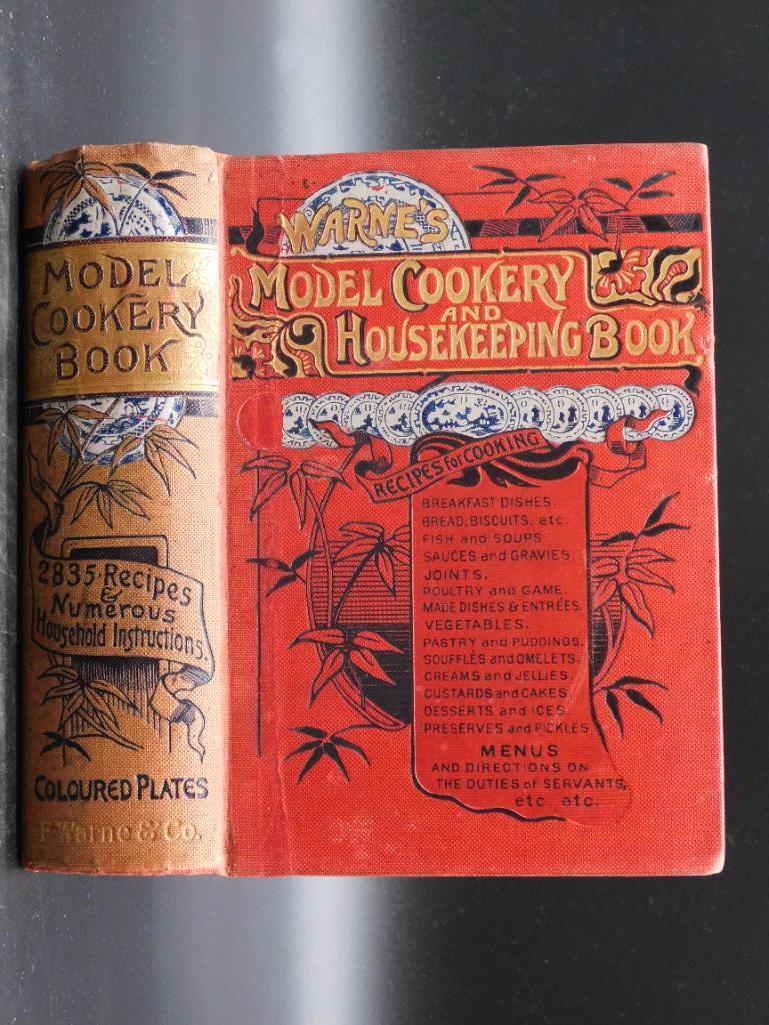 MODEL
COOKERY
BOOK
2835 Recipes
&
Numerous
Household Instructions.
COLOURED PLATES
F. Warne & Co.
WARNE'S
MODEL COOKERY
AND
HOUSEKEEPING BOOK
RECIPES for COOKING
BREAKFAST DISHES.
BREAD, BISCUITS, etc.
FISH and SOUPS.
SAUCES and GRAVIES.
JOINTS.
POULTRY and GAME.
MADE DISHES & ENTRÉES.
VEGETABLES.
PASTRY and PUDDINGS.
SOUFFLÉS and OMELETS.
CREAMS and JELLIES.
CUSTARDS and CAKES.
DESSERTS and ICES.
PRESERVES and PICKLES.
MENUS
AND DIRECTIONS ON
THE DUTIES of SERVANTS,
etc. etc.